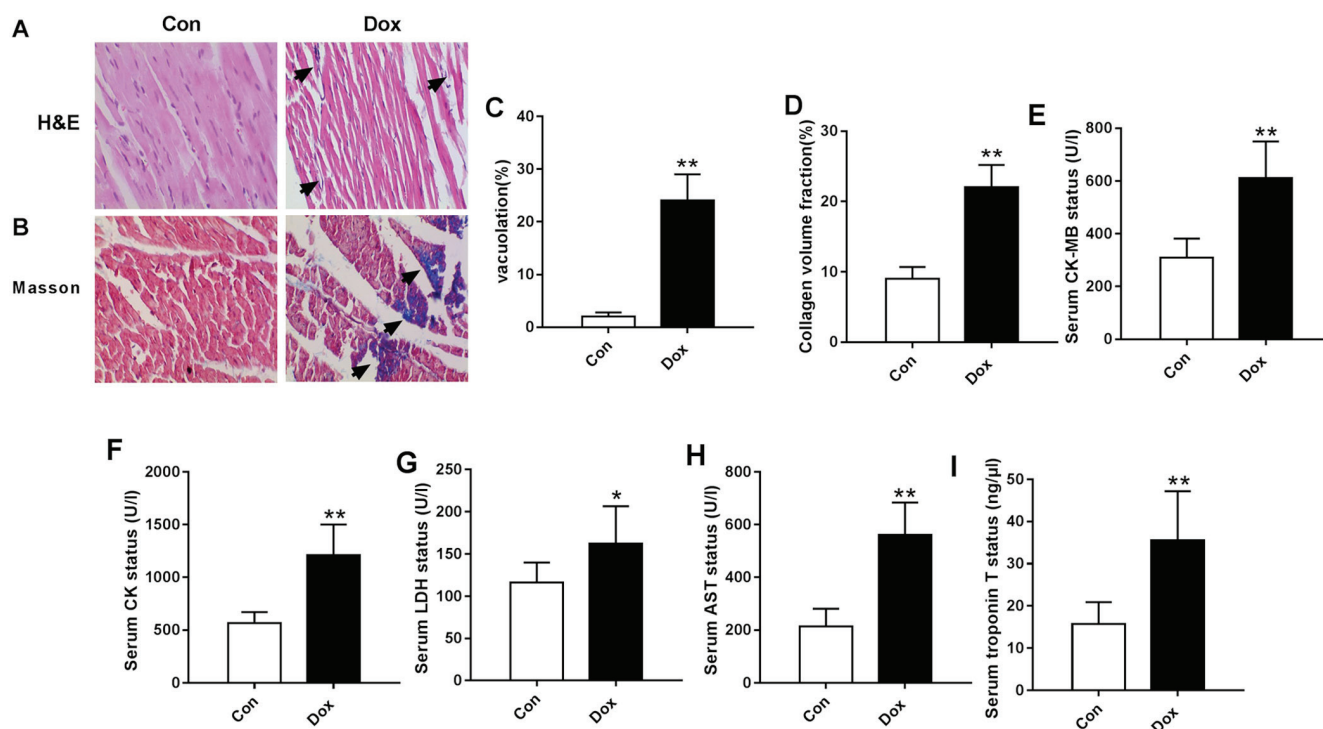 Con
Dox
A
H&E
B
Masson
C
vacuolation(%)
40
30
20
10
0
**
Con
Dox
D
Collagen volume fraction(%)
30
20
10
0
**
Con
Dox
E
Serum CK-MB status (U/l)
800
600
400
200
0
**
Con
Dox
F
Serum CK status (U/l)
2000
1500
1000
500
0
**
Con
Dox
G
Serum LDH status (U/l)
250
200
150
100
50
0
*
Con
Dox
H
Serum AST status (U/l)
800
600
400
200
0
**
Con
Dox
I
Serum troponin T status (ng/µl)
50
40
30
20
10
0
**
Con
Dox